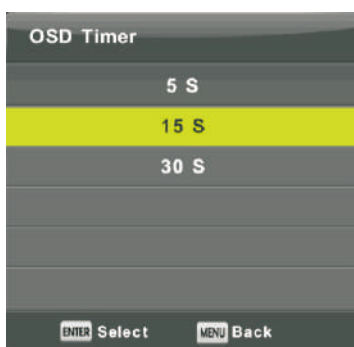 OSD Timer
5 S
15 S
30 S
ENTER Select MENU Back